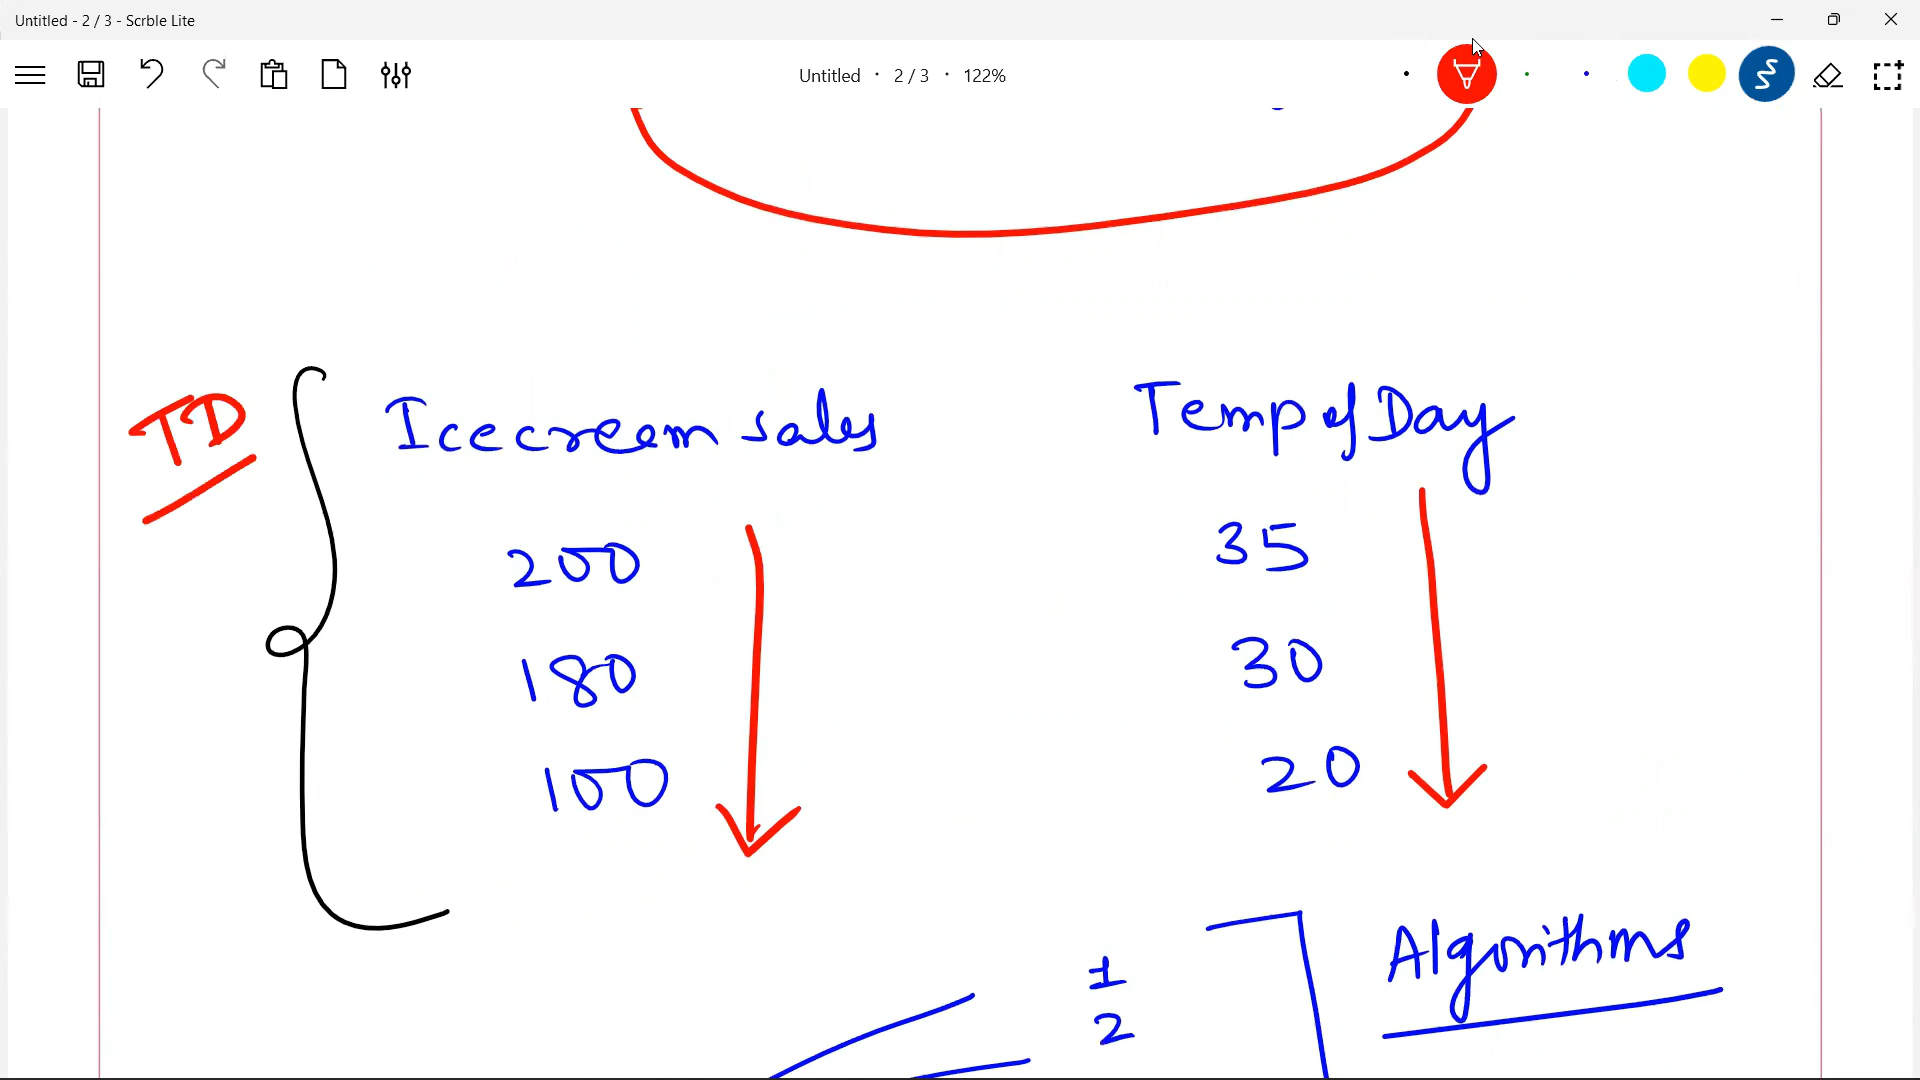 Untitled - 2 / 3 - Scrble Lite
Untitled · 2 / 3 · 122%
TD
Icecream sales Temp of Day
200 35
180 30
100 20
Algorithms
1
2